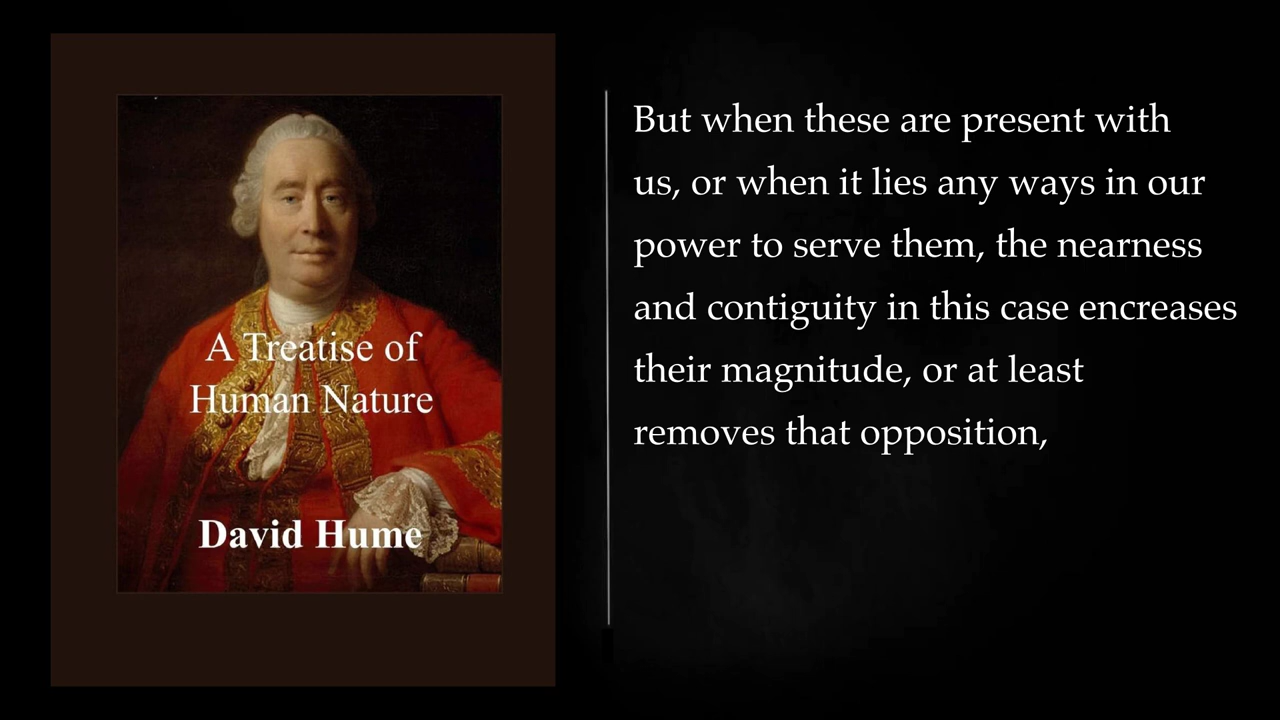 A Treatise of
Human Nature
David Hume
But when these are present with
us, or when it lies any ways in our
power to serve them, the nearness
and contiguity in this case encreases
their magnitude, or at least
removes that opposition,